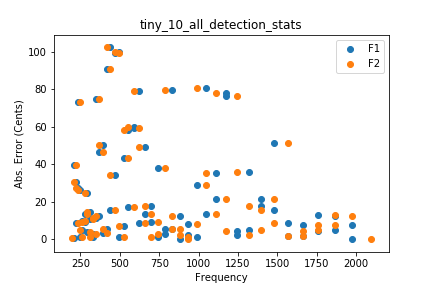 tiny_10_all_detection_stats
F1
F2
100
80
60
40
20
0
Abs. Error (Cents)
250 500 750 1000 1250 1500 1750 2000
Frequency